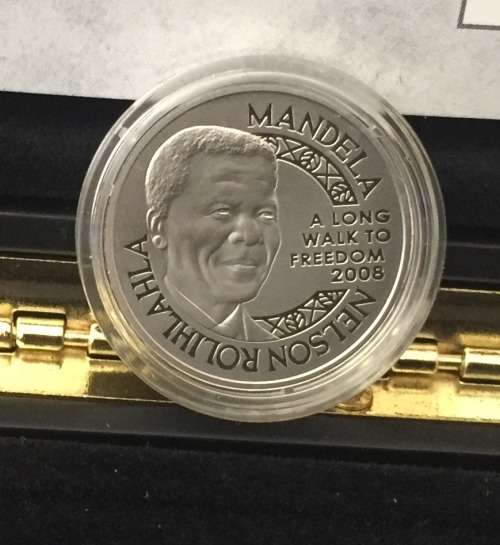 NELSON ROLIHLAHLA
MANDELA
A LONG
WALK TO
FREEDOM
2008